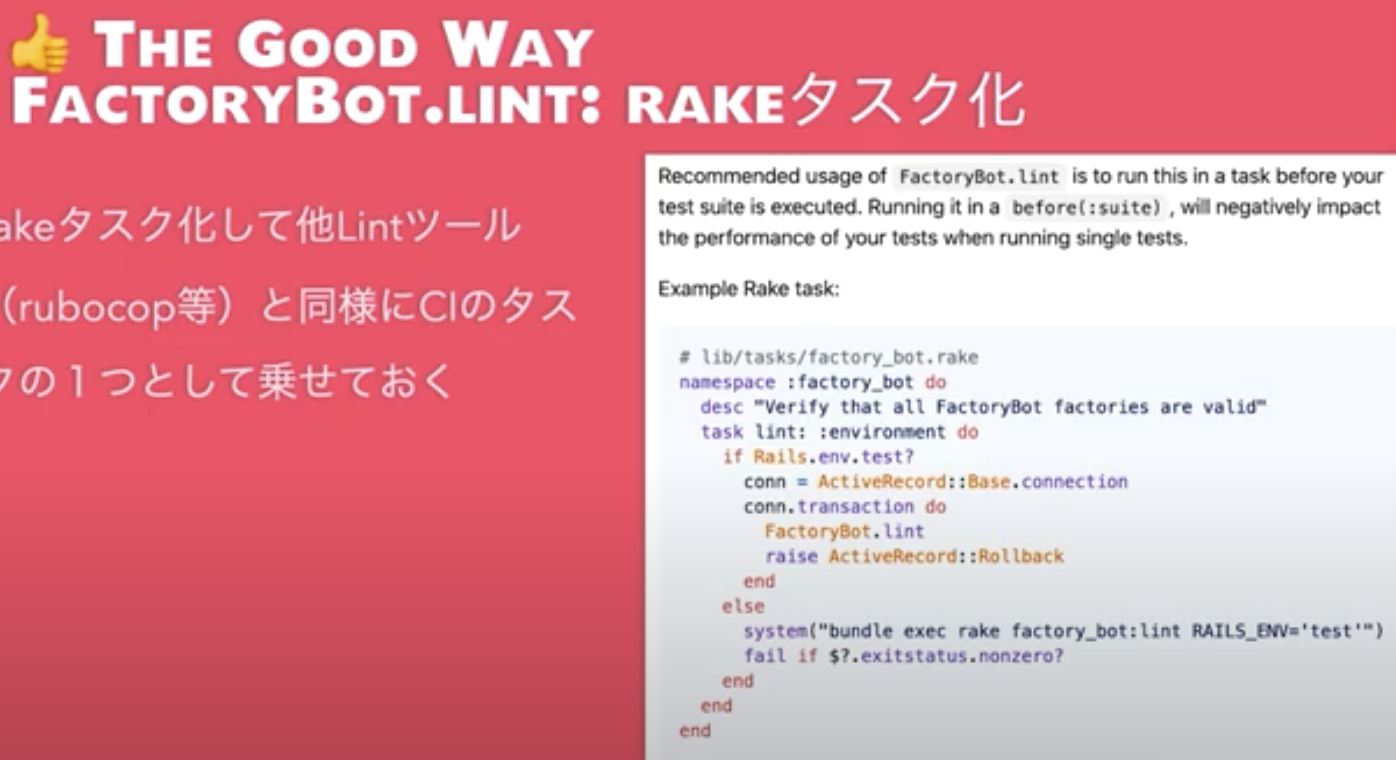 👍 THE GOOD WAY
FACTORYBOT.LINT: RAKEタスク化
akeタスク化して他Lintツール
(rubocop等)と同様にCIのタス
クの1つとして乗せておく
Recommended usage of FactoryBot.lint is to run this in a task before your
test suite is executed. Running it in a before(:suite) , will negatively impact
the performance of your tests when running single tests.
Example Rake task:
# lib/tasks/factory_bot.rake
namespace :factory_bot do
  desc "Verify that all FactoryBot factories are valid"
  task lint: :environment do
    if Rails.env.test?
      conn = ActiveRecord::Base.connection
      conn.transaction do
        FactoryBot.lint
        raise ActiveRecord::Rollback
      end
    else
      system("bundle exec rake factory_bot:lint RAILS_ENV='test'")
      fail if $?.exitstatus.nonzero?
    end
  end
end